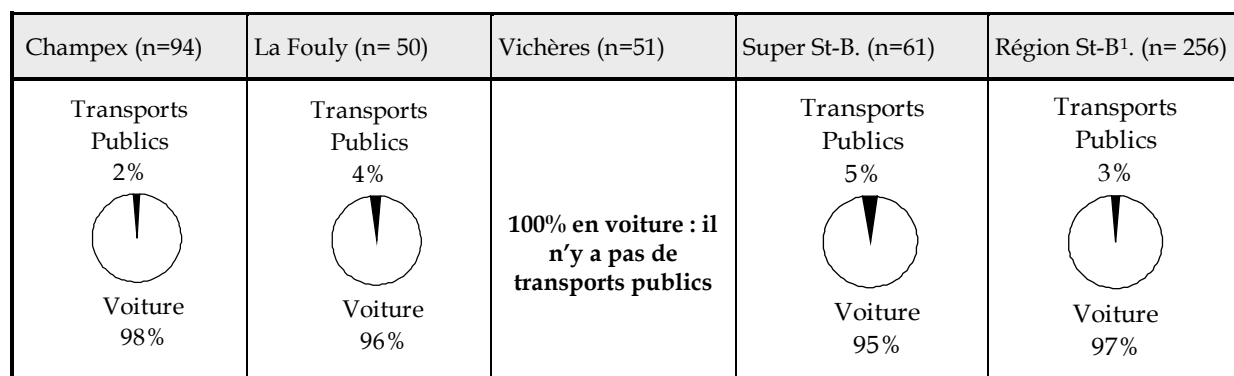 Champex (n=94)
La Fouly (n= 50)
Vichères (n=51)
Super St-B. (n=61)
Région St-B¹. (n= 256)
Transports
Publics
2%
Voiture
98%
Transports
Publics
4%
Voiture
96%
100% en voiture : il
n’y a pas de
transports publics
Transports
Publics
5%
Voiture
95%
Transports
Publics
3%
Voiture
97%